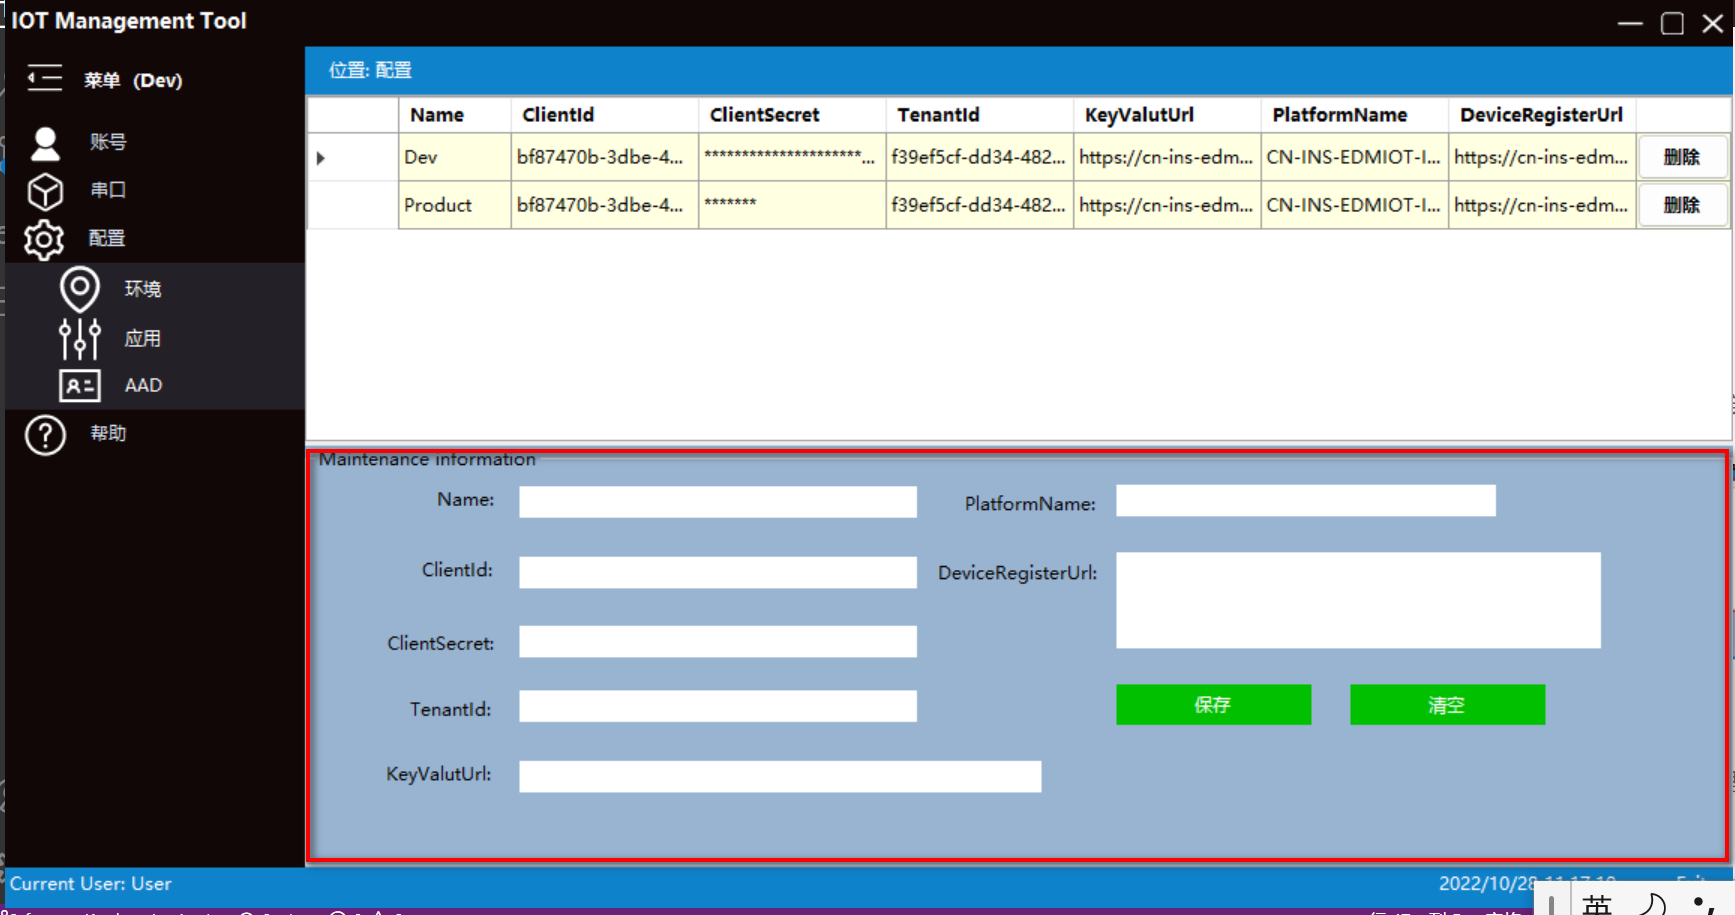 IOT Management Tool
菜单 (Dev)
账号
串口
配置
环境
应用
AAD
帮助
位置: 配置
Name ClientId ClientSecret TenantId KeyValutUrl PlatformName DeviceRegisterUrl
Dev bf87470b-3dbe-4... *********************... f39ef5cf-dd34-482... https://cn-ins-edm... CN-INS-EDMIOT-I... https://cn-ins-edm... 删除
Product bf87470b-3dbe-4... ******* f39ef5cf-dd34-482... https://cn-ins-edm... CN-INS-EDMIOT-I... https://cn-ins-edm... 删除
Maintenance information
Name:
PlatformName:
ClientId:
DeviceRegisterUrl:
ClientSecret:
TenantId:
保存 清空
KeyValutUrl:
Current User: User
2022/10/28
英